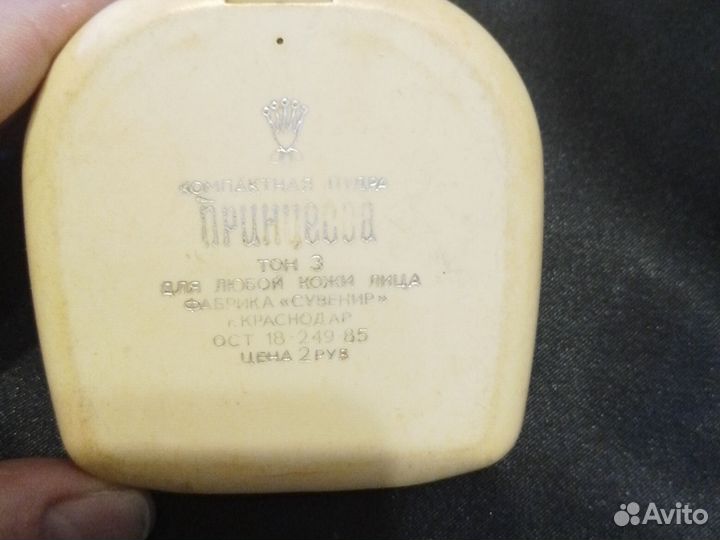 КОМПАКТНАЯ ПУДРА
Принцесса
ТОН 3
ДЛЯ ЛЮБОЙ КОЖИ ЛИЦА
ФАБРИКА «СУВЕНИР»
г. КРАСНОДАР
ОСТ 18-249-85
ЦЕНА 2 РУБ
Avito